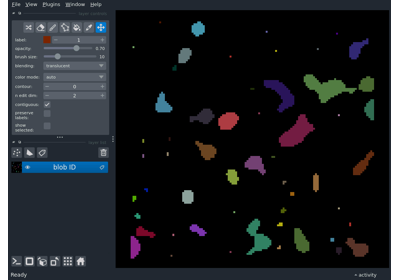 File View Plugins Window Help
label: 1
opacity: 0.70
brush size: 10
blending: translucent
color mode: auto
contour: 0
n edit dim: 2
contiguous: ✓
preserve labels:
show selected:
blob ID
Ready activity